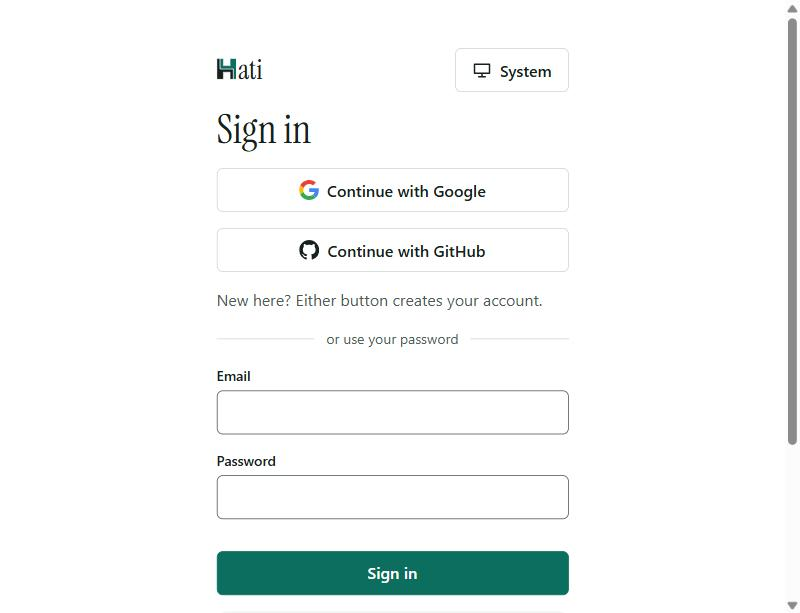 Hati
System
Sign in
Continue with Google
Continue with GitHub
New here? Either button creates your account.
or use your password
Email
Password
Sign in